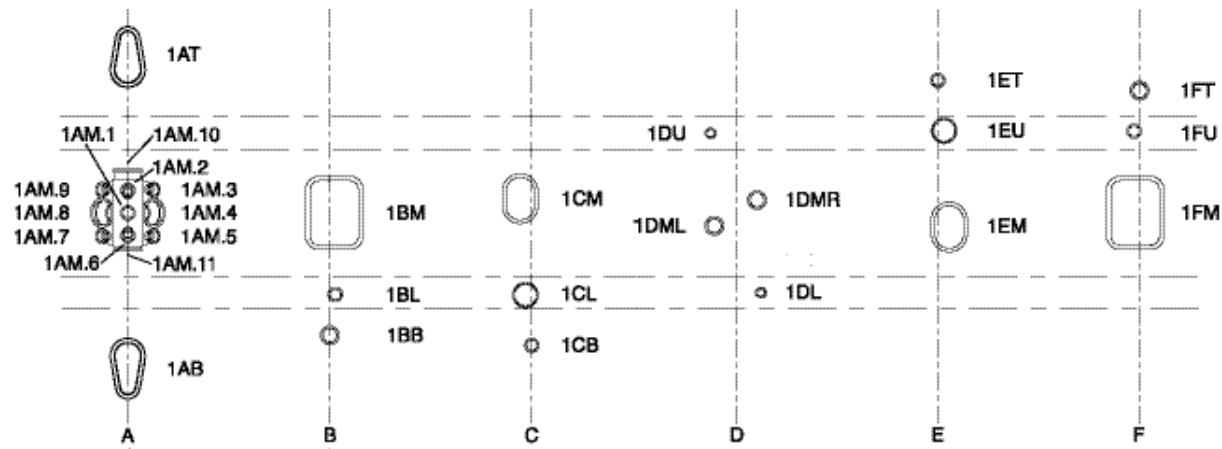 1AT
1ET
1FT
1AM.1 1AM.10
1DU 1EU 1FU
1AM.2
1AM.9 1AM.3
1AM.8 1AM.4
1AM.7 1AM.5
1AM.6 1AM.11
1BM 1CM 1DMR
1DML 1EM 1FM
1BL 1CL 1DL
1BB 1CB
1AB
A B C D E F